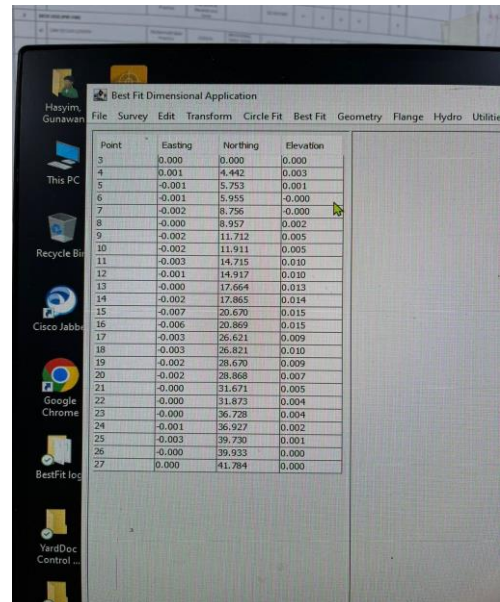 Best Fit Dimensional Application
File Survey Edit Transform Circle Fit Best Fit Geometry Flange Hydro Utilitie
Point Easting Northing Elevation
3 0.000 0.000 0.000
4 0.001 4.442 0.003
5 -0.001 5.753 0.001
6 -0.001 5.955 -0.000
7 -0.002 8.756 -0.000
8 -0.000 8.957 0.002
9 -0.002 11.712 0.005
10 -0.002 11.911 0.005
11 -0.003 14.715 0.010
12 -0.001 14.917 0.010
13 -0.000 17.664 0.013
14 -0.002 17.865 0.014
15 -0.007 20.670 0.015
16 -0.006 20.869 0.015
17 -0.003 26.621 0.009
18 -0.003 26.821 0.010
19 -0.002 28.670 0.009
20 -0.002 28.868 0.007
21 -0.000 31.671 0.005
22 -0.000 31.873 0.004
23 -0.000 36.728 0.004
24 -0.001 36.927 0.002
25 -0.003 39.730 0.001
26 -0.000 39.933 0.000
27 0.000 41.784 0.000
Hasyim,
Gunawan
This PC
Recycle Bin
Cisco Jabbe
Google
Chrome
BestFit log
YardDoc
Control ...